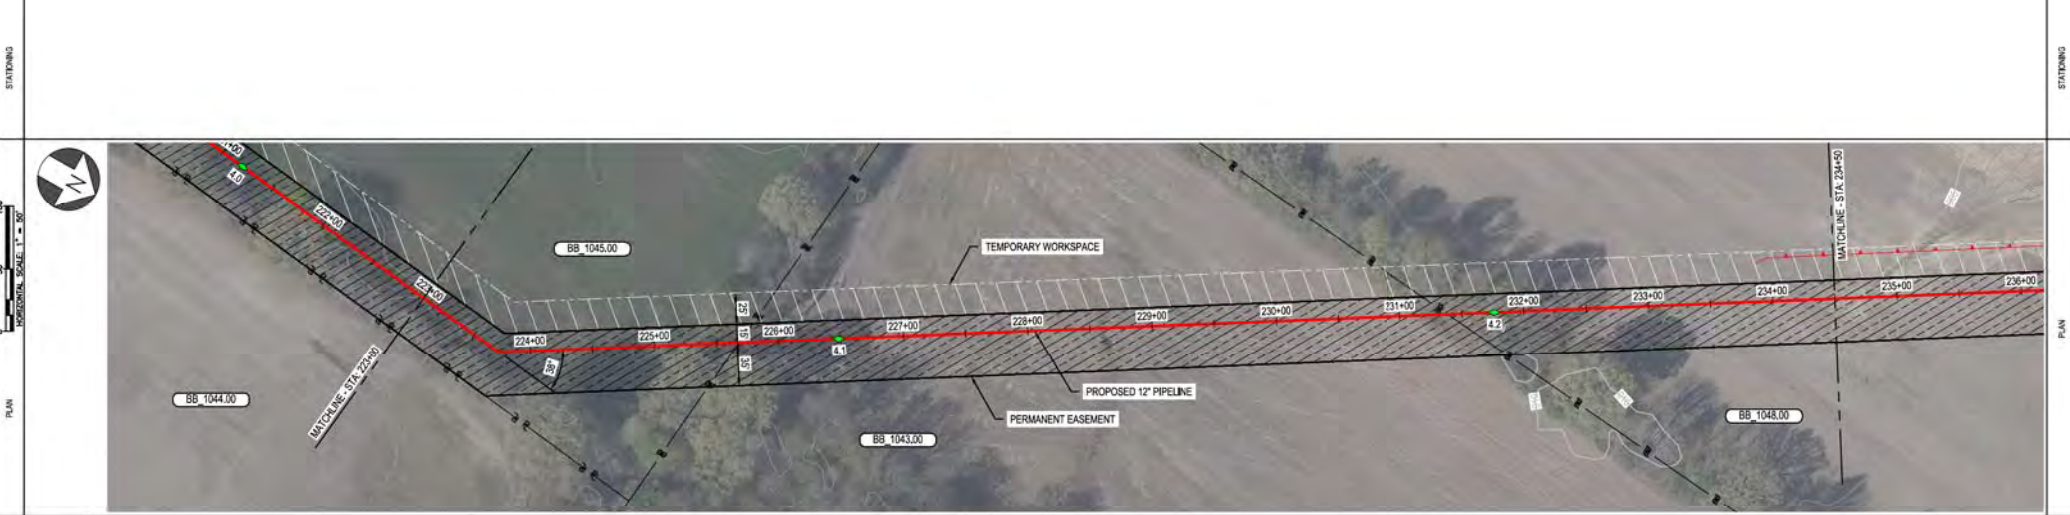 STATIONING
STATIONING
PLAN
PLAN
HORIZONTAL SCALE: 1" = 50'
N
4.0
222+00
223+00
224+00
225+00
226+00
227+00
228+00
229+00
230+00
231+00
232+00
233+00
234+00
235+00
236+00
BB_1045.00
TEMPORARY WORKSPACE
MATCHLINE - STA: 234+50
25'
15'
35'
38°
4.1
4.2
MATCHLINE - STA: 223+60
BB_1044.00
PROPOSED 12" PIPELINE
PERMANENT EASEMENT
BB_1043.00
BB_1048.00